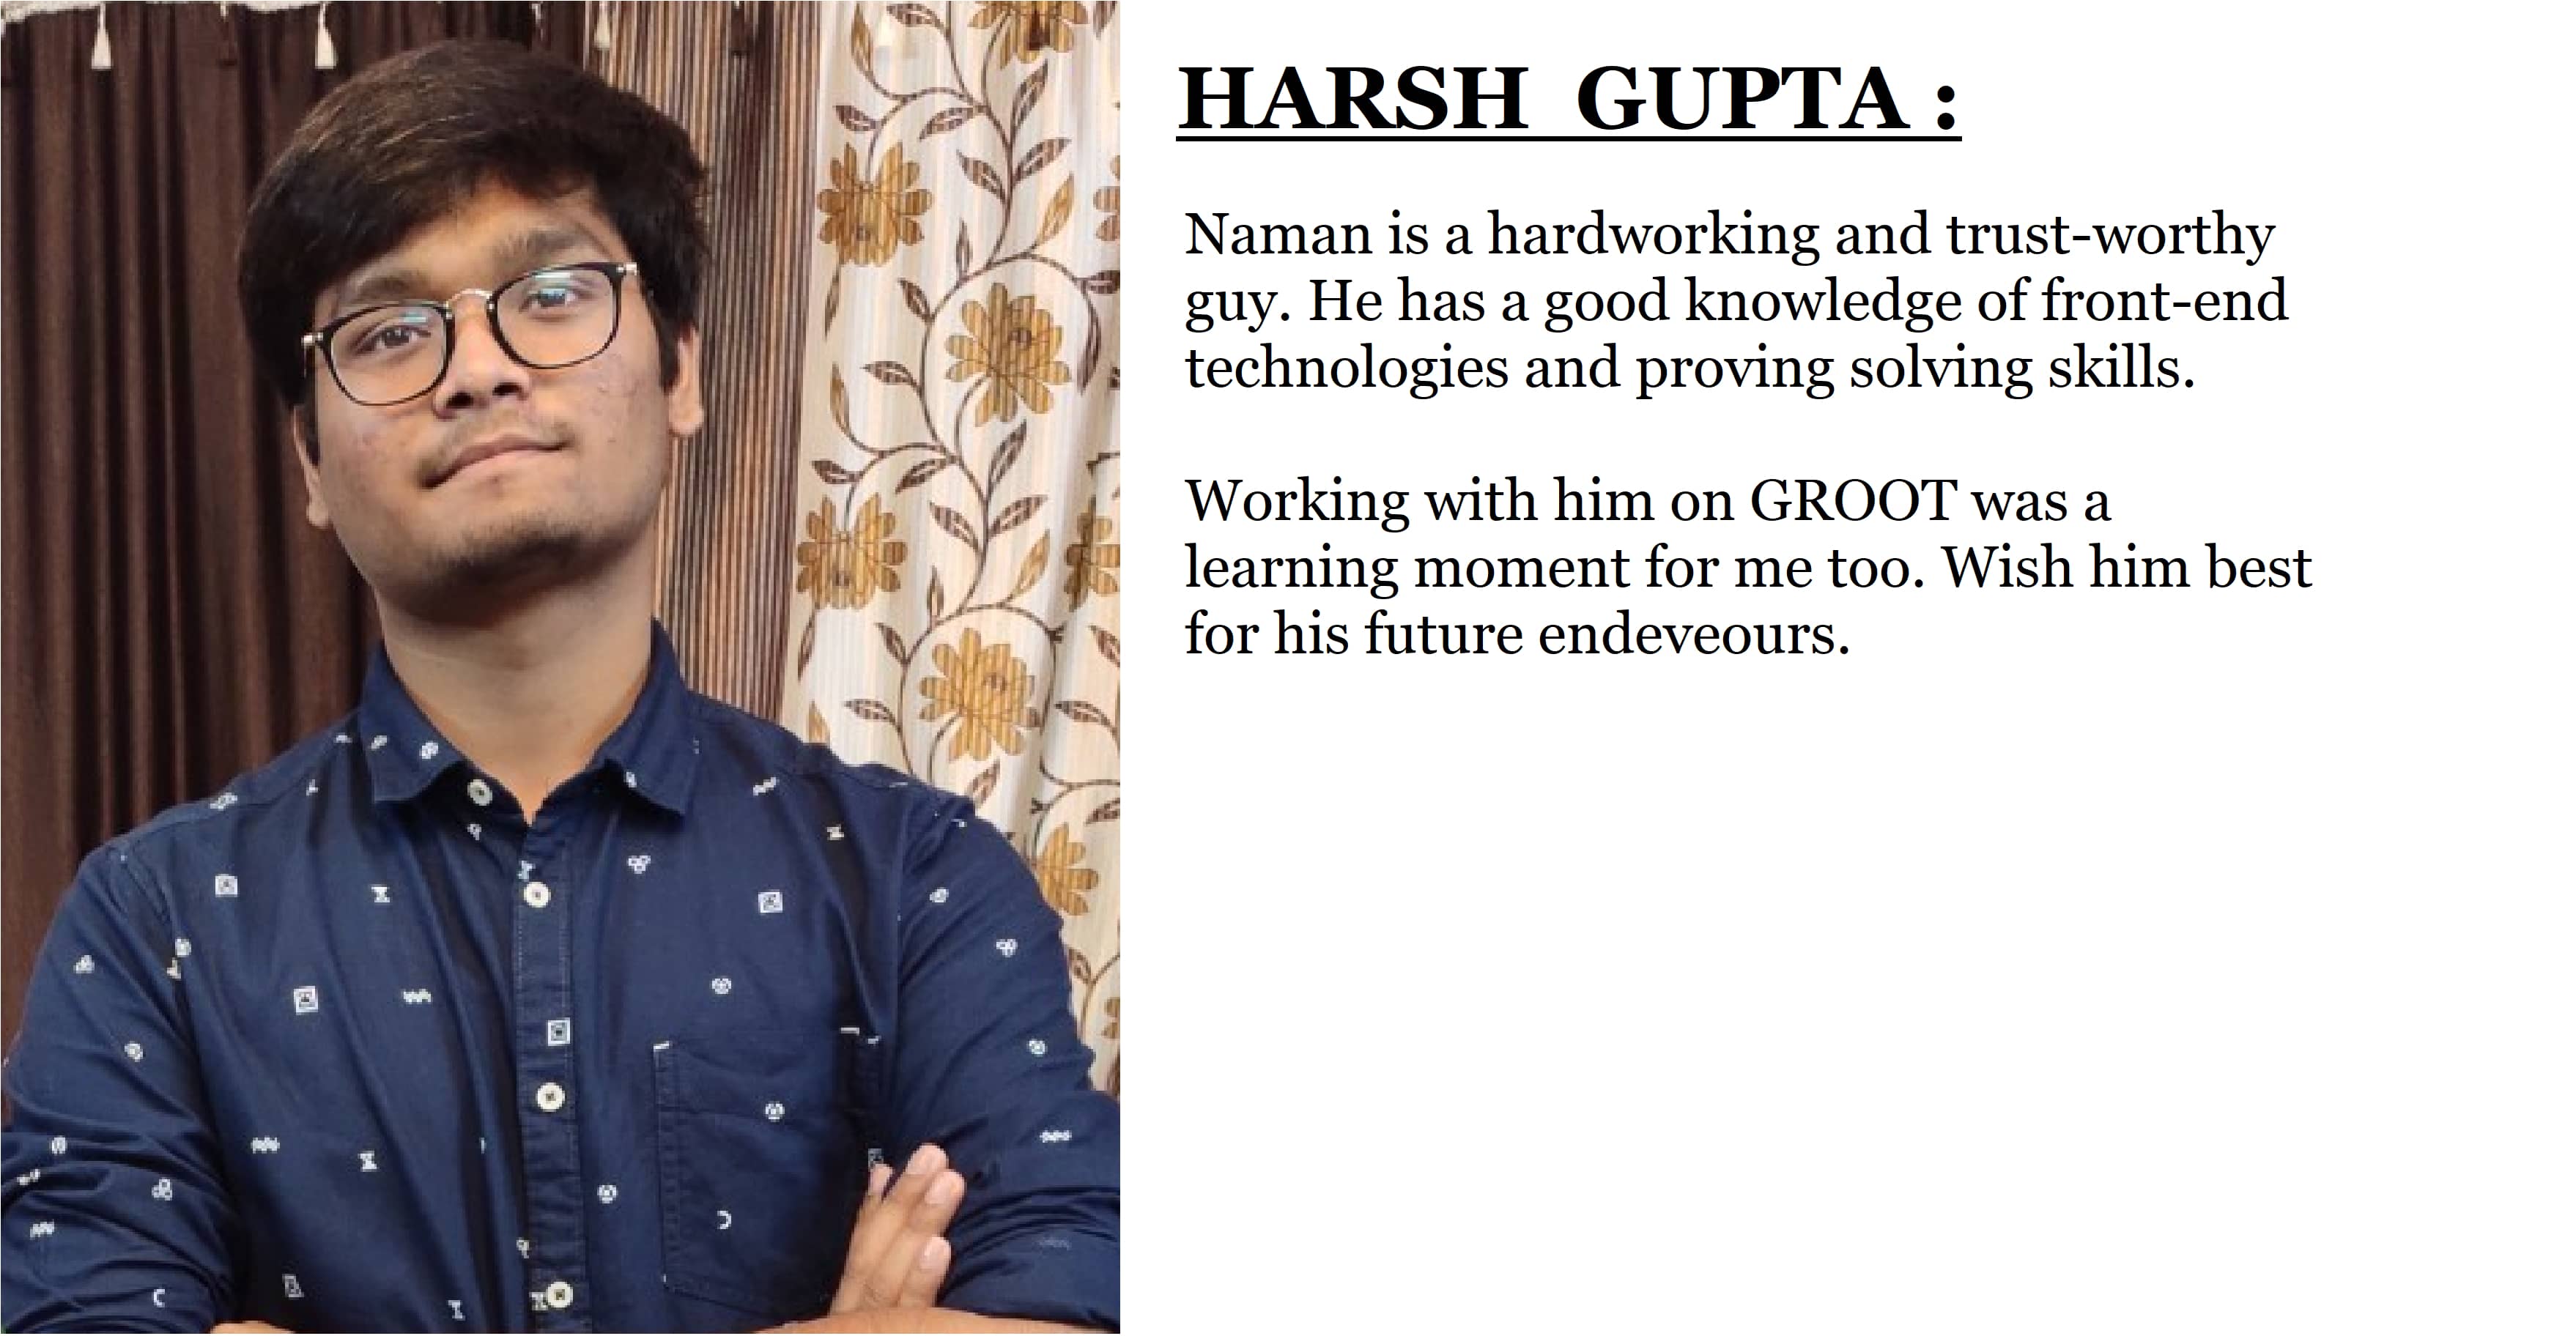 HARSH GUPTA :
Naman is a hardworking and trust-worthy
guy. He has a good knowledge of front-end
technologies and proving solving skills.
Working with him on GROOT was a
learning moment for me too. Wish him best
for his future endeveours.